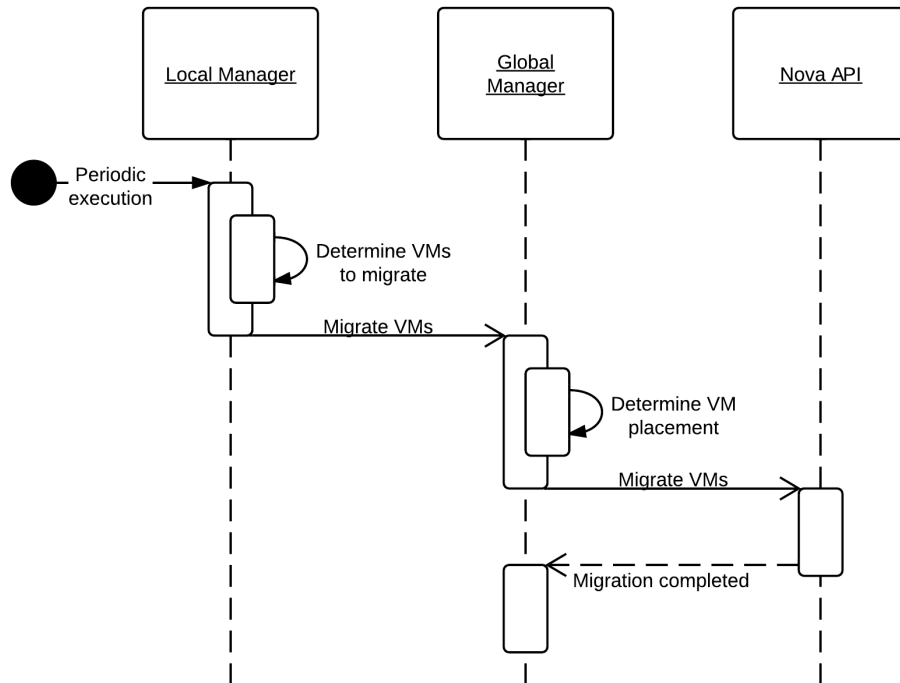 Local Manager
Global
Manager
Nova API
Periodic
execution
Determine VMs
to migrate
Migrate VMs
Determine VM
placement
Migrate VMs
Migration completed